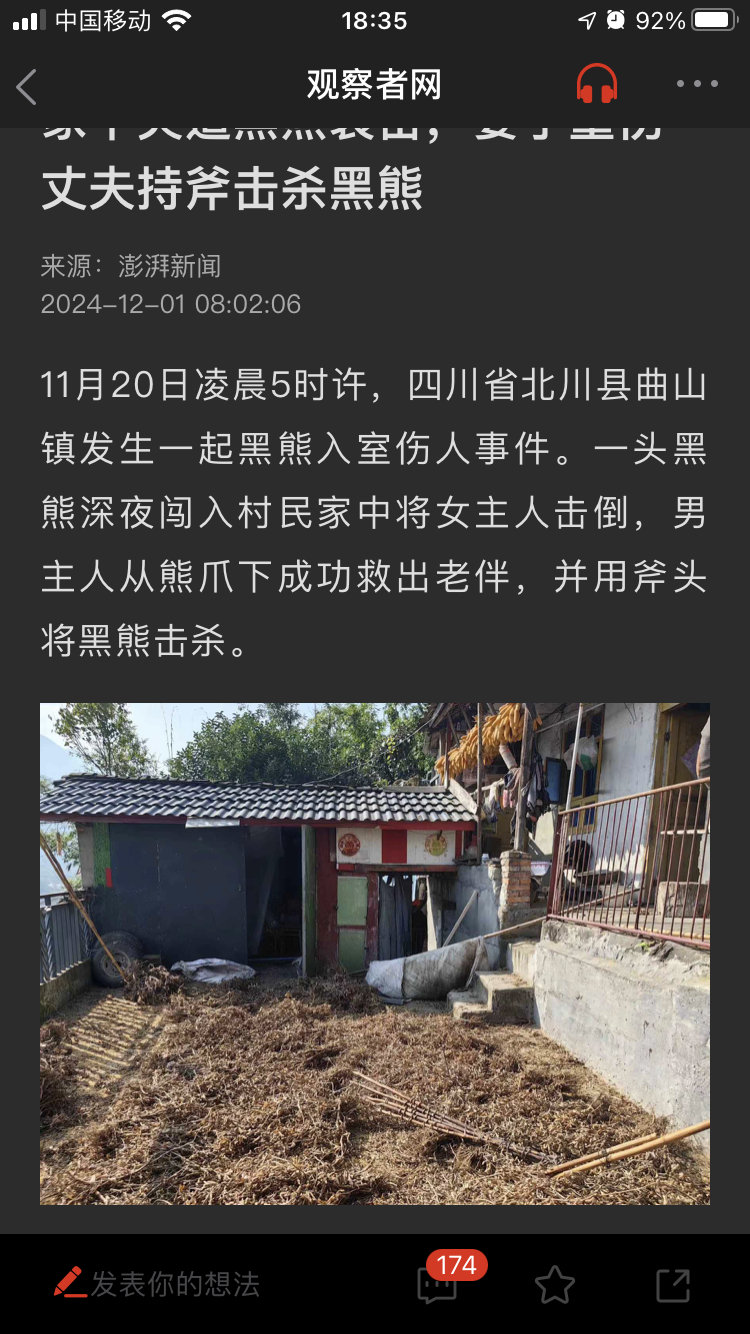 中国移动
18:35
92%
观察者网
丈夫持斧击杀黑熊
来源：澎湃新闻
2024-12-01 08:02:06
11月20日凌晨5时许，四川省北川县曲山
镇发生一起黑熊入室伤人事件。一头黑
熊深夜闯入村民家中将女主人击倒，男
主人从熊爪下成功救出老伴，并用斧头
将黑熊击杀。
174
发表你的想法